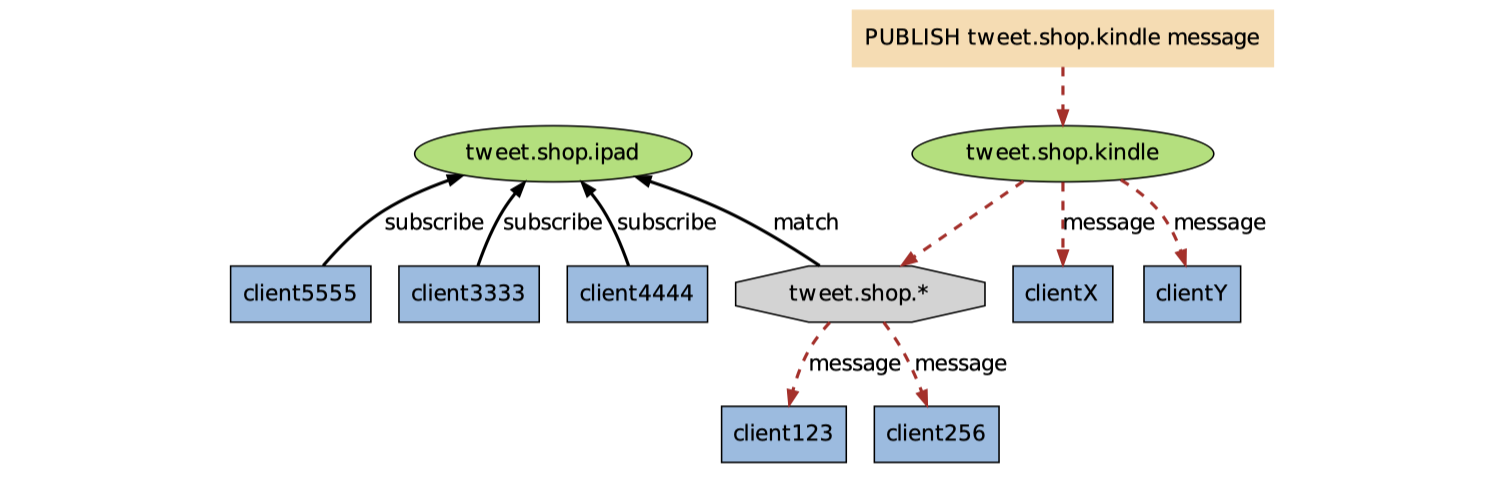 PUBLISH tweet.shop.kindle message
tweet.shop.ipad
tweet.shop.kindle
subscribe
subscribe
subscribe
match
message
message
client5555
client3333
client4444
tweet.shop.*
clientX
clientY
message
message
client123
client256